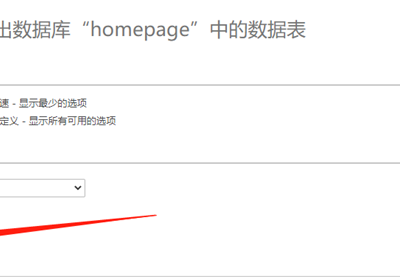 出数据库“homepage”中的数据表
速 - 显示最少的选项
定义 - 显示所有可用的选项